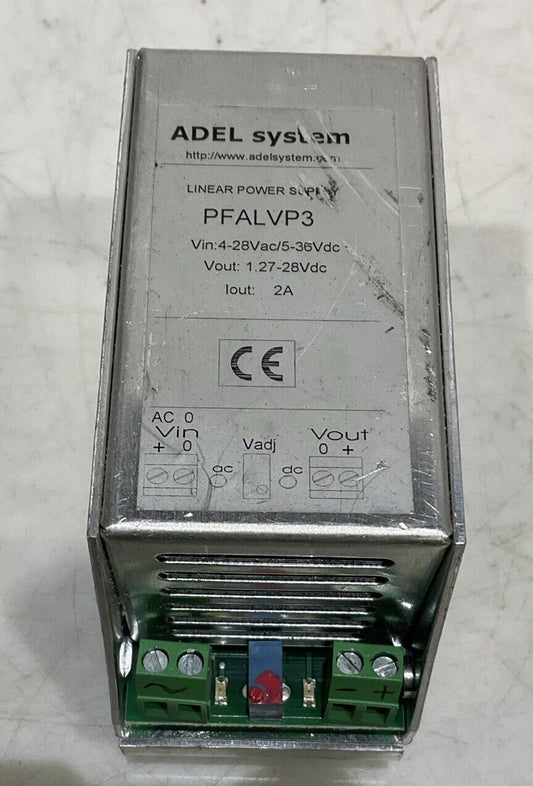 ADEL system
http://www.adelsystem.com
LINEAR POWER SUPPLY
PFALVP3
Vin:4-28Vac/5-36Vdc
Vout: 1.27-28Vdc
Iout: 2A
CE
AC 0
Vin Vadj Vout
+ 0 ac dc 0 +
~ - +